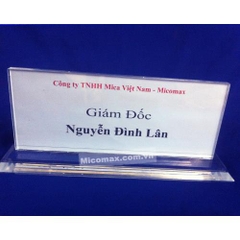 Công ty TNHH Mica Việt Nam - Micomax
Giám Đốc
Nguyễn Đình Lân
Micomax.com.vn